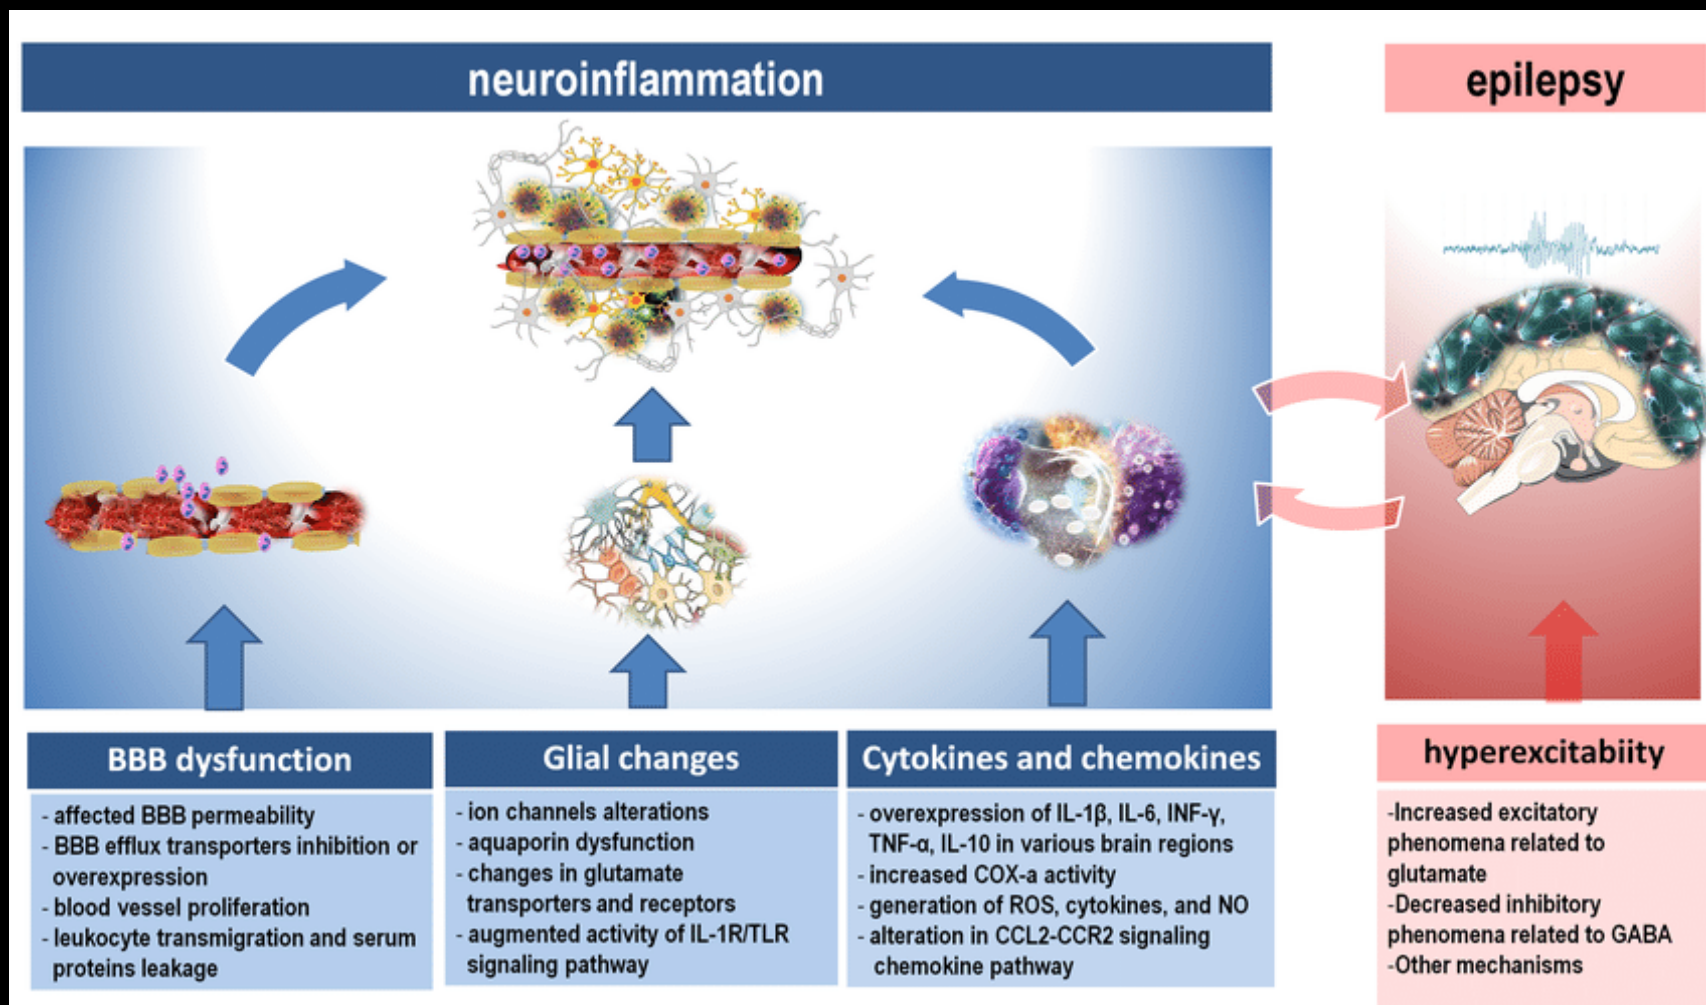 neuroinflammation
epilepsy
BBB dysfunction
- affected BBB permeability
- BBB efflux transporters inhibition or
overexpression
- blood vessel proliferation
- leukocyte transmigration and serum
proteins leakage
Glial changes
- ion channels alterations
- aquaporin dysfunction
- changes in glutamate
transporters and receptors
- augmented activity of IL-1R/TLR
signaling pathway
Cytokines and chemokines
- overexpression of IL-1β, IL-6, INF-γ,
TNF-α, IL-10 in various brain regions
- increased COX-a activity
- generation of ROS, cytokines, and NO
- alteration in CCL2-CCR2 signaling
chemokine pathway
hyperexcitabiity
-Increased excitatory
phenomena related to
glutamate
-Decreased inhibitory
phenomena related to GABA
-Other mechanisms